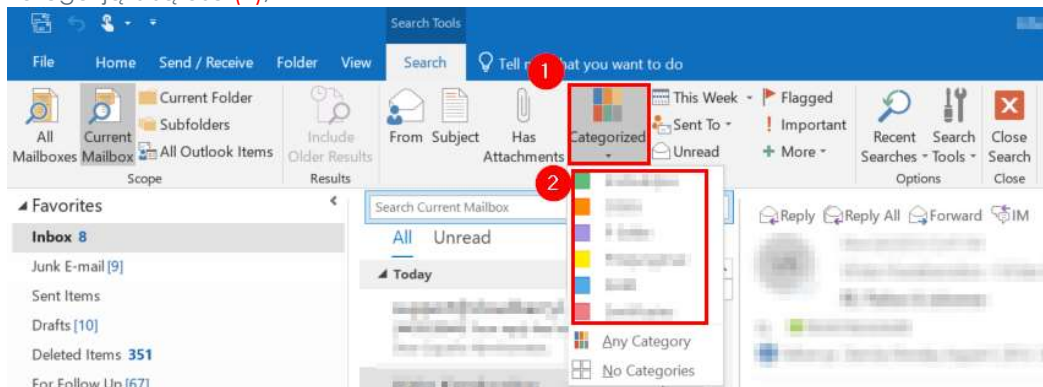 Search Tools
File Home Send / Receive Folder View Search Tell what you want to do
1
All Mailboxes
Current Mailbox
Current Folder
Subfolders
All Outlook Items
Scope
Include Older Results
Results
From
Subject
Has Attachments
Categorized
This Week
Sent To
Unread
Flagged
Important
More
Recent Searches
Search Tools
Options
Close Search
Close
2
Favorites
Inbox 8
Junk E-mail [9]
Sent Items
Drafts [10]
Deleted Items 351
For Follow Up [67]
Search Current Mailbox
All Unread
Today
Any Category
No Categories
Reply Reply All Forward IM